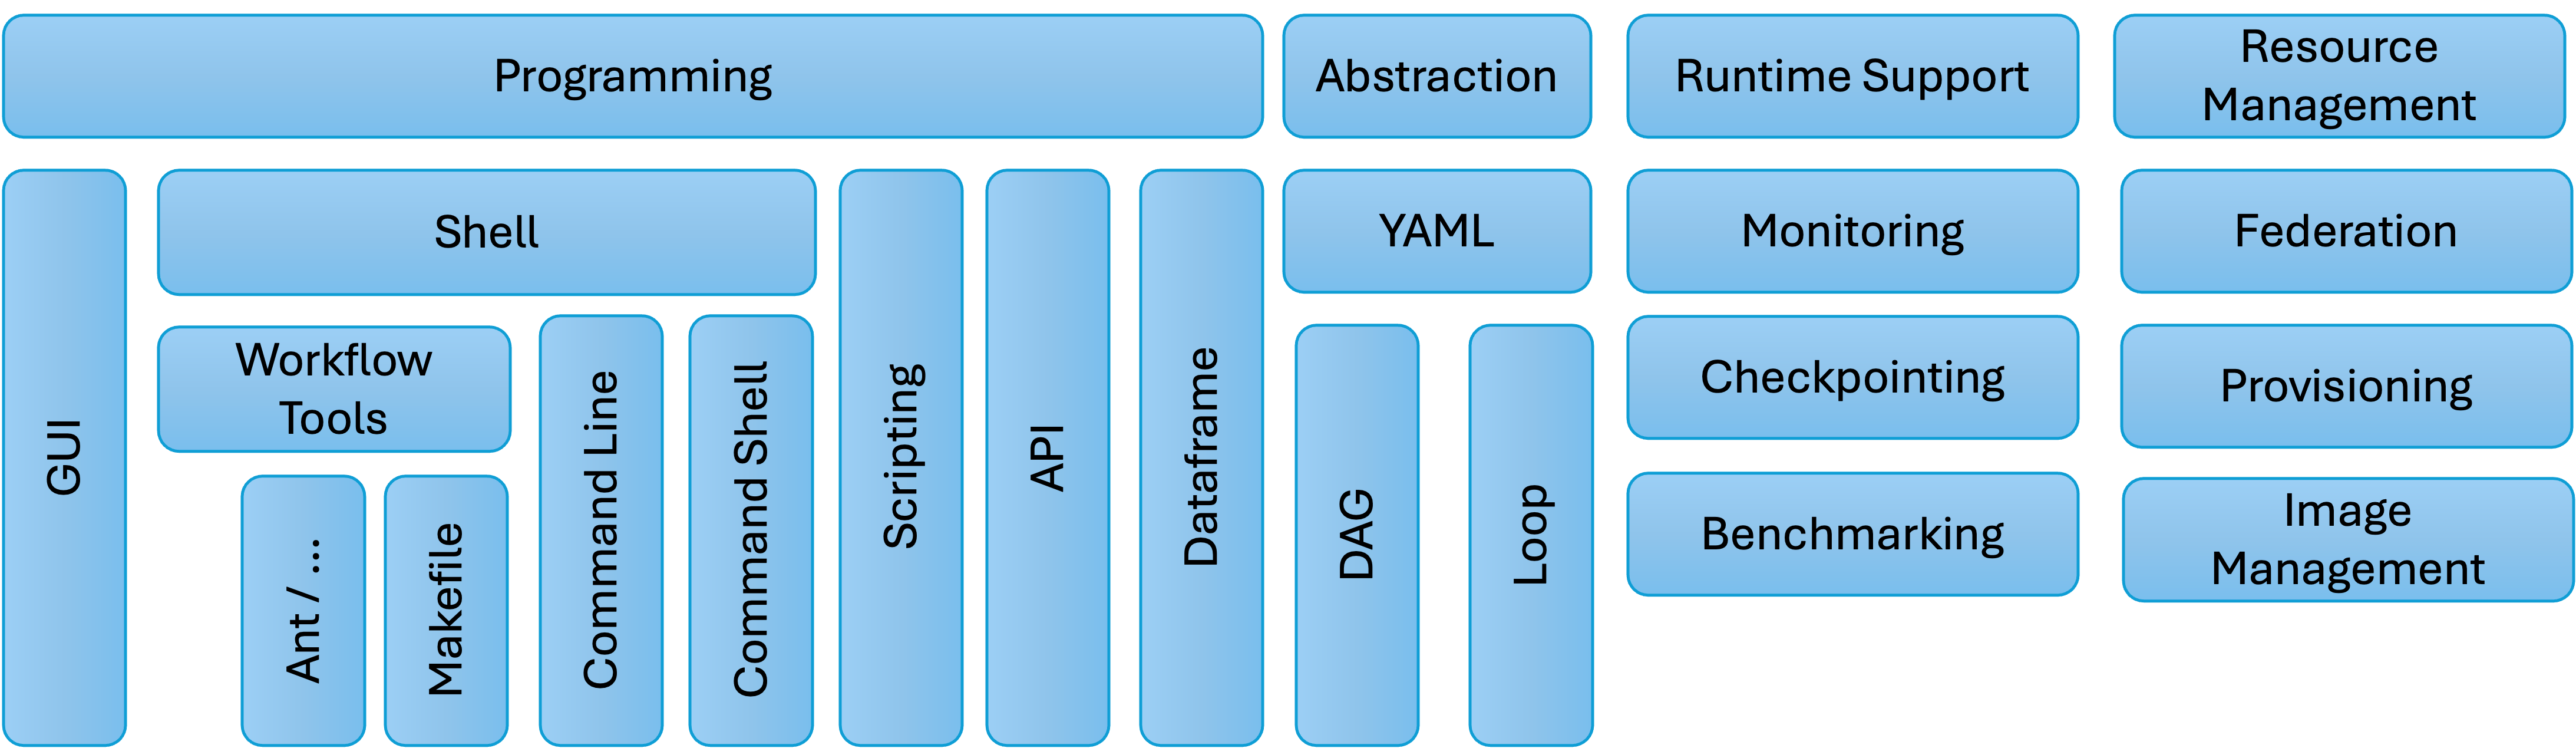 Programming
Abstraction
Runtime Support
Resource
Management
GUI
Shell
Workflow
Tools
Ant / ...
Makefile
Command Line
Command Shell
Scripting
API
Dataframe
YAML
DAG
Loop
Monitoring
Checkpointing
Benchmarking
Federation
Provisioning
Image
Management